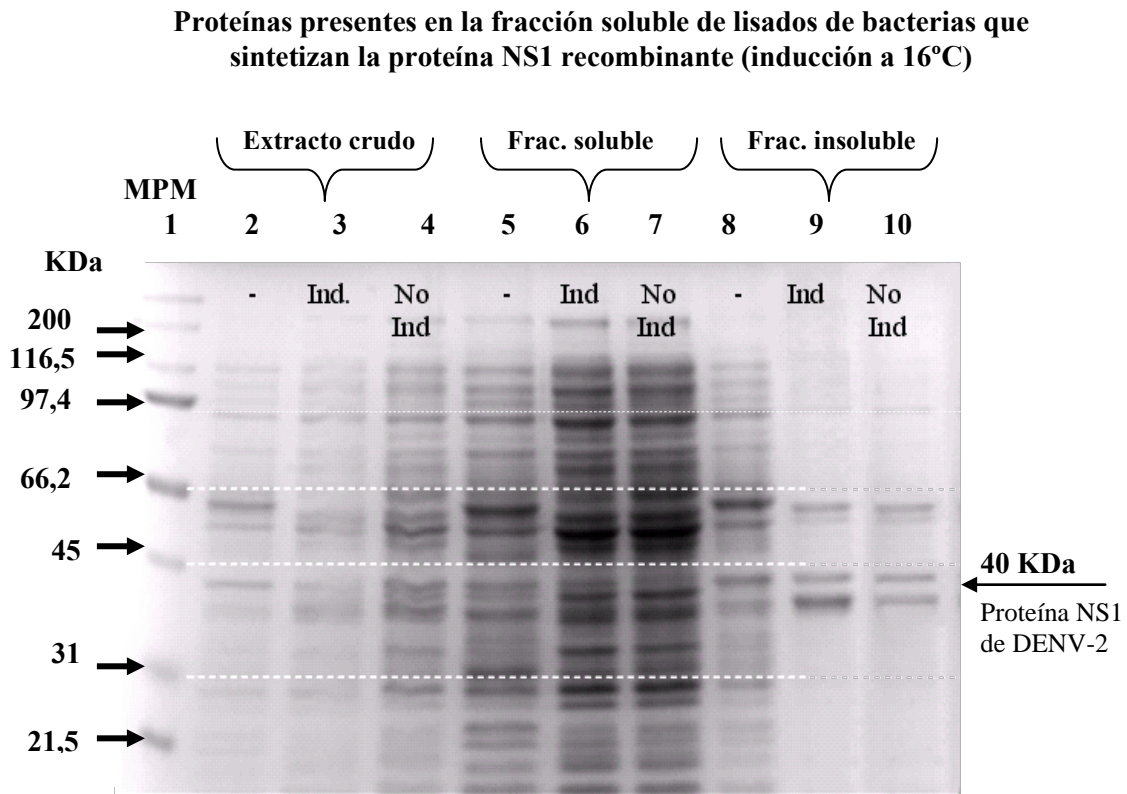 Proteínas presentes en la fracción soluble de lisados de bacterias que
sintetizan la proteína NS1 recombinante (inducción a 16ºC)
Extracto crudo Frac. soluble Frac. insoluble
MPM
1 2 3 4 5 6 7 8 9 10
KDa
- Ind. No Ind - Ind No Ind - Ind No Ind
200
116,5
97,4
66,2
45
31
21,5
40 KDa
Proteína NS1
de DENV-2